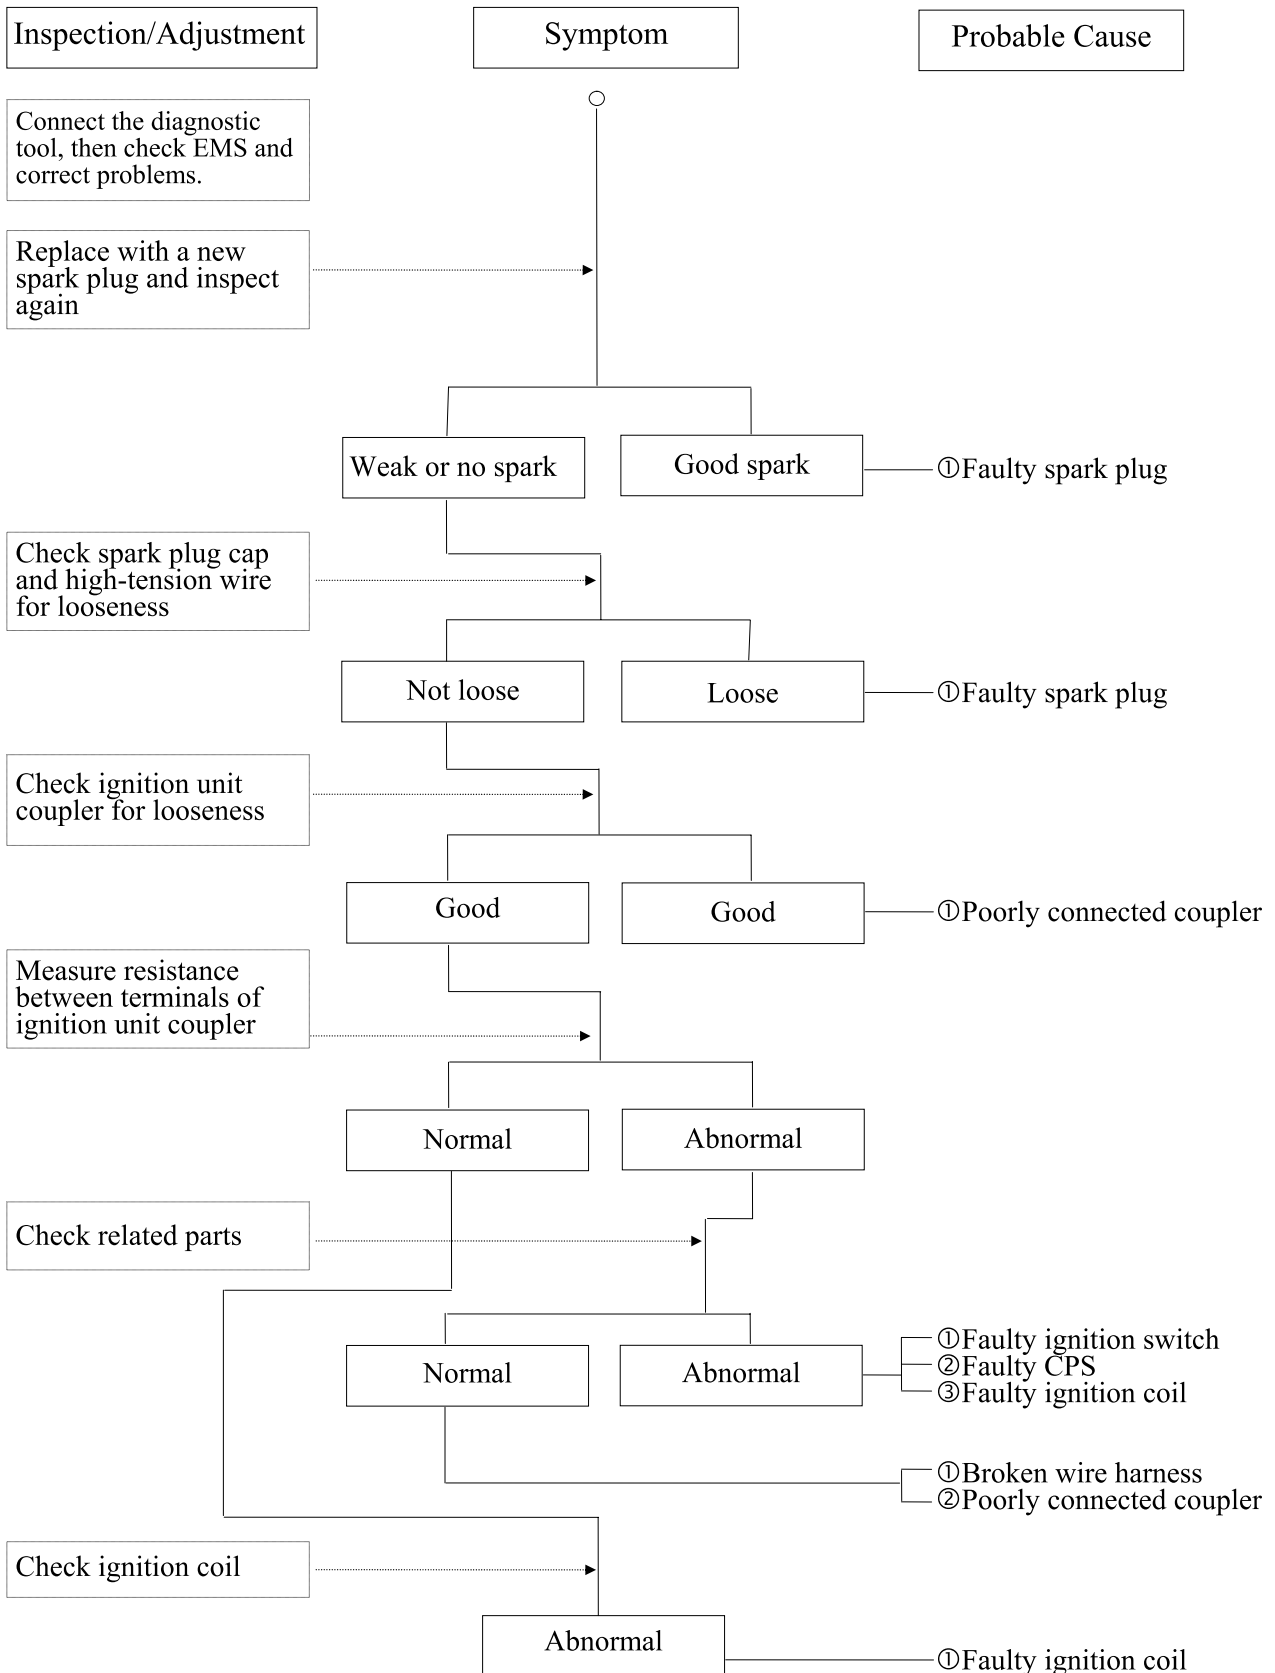 Inspection/Adjustment
Symptom
Probable Cause
Connect the diagnostic
tool, then check EMS and
correct problems.
Replace with a new
spark plug and inspect
again
Weak or no spark
Good spark
①Faulty spark plug
Check spark plug cap
and high-tension wire
for looseness
Not loose
Loose
①Faulty spark plug
Check ignition unit
coupler for looseness
Good
Good
①Poorly connected coupler
Measure resistance
between terminals of
ignition unit coupler
Normal
Abnormal
Check related parts
Normal
Abnormal
①Faulty ignition switch
②Faulty CPS
③Faulty ignition coil
①Broken wire harness
②Poorly connected coupler
Check ignition coil
Abnormal
①Faulty ignition coil